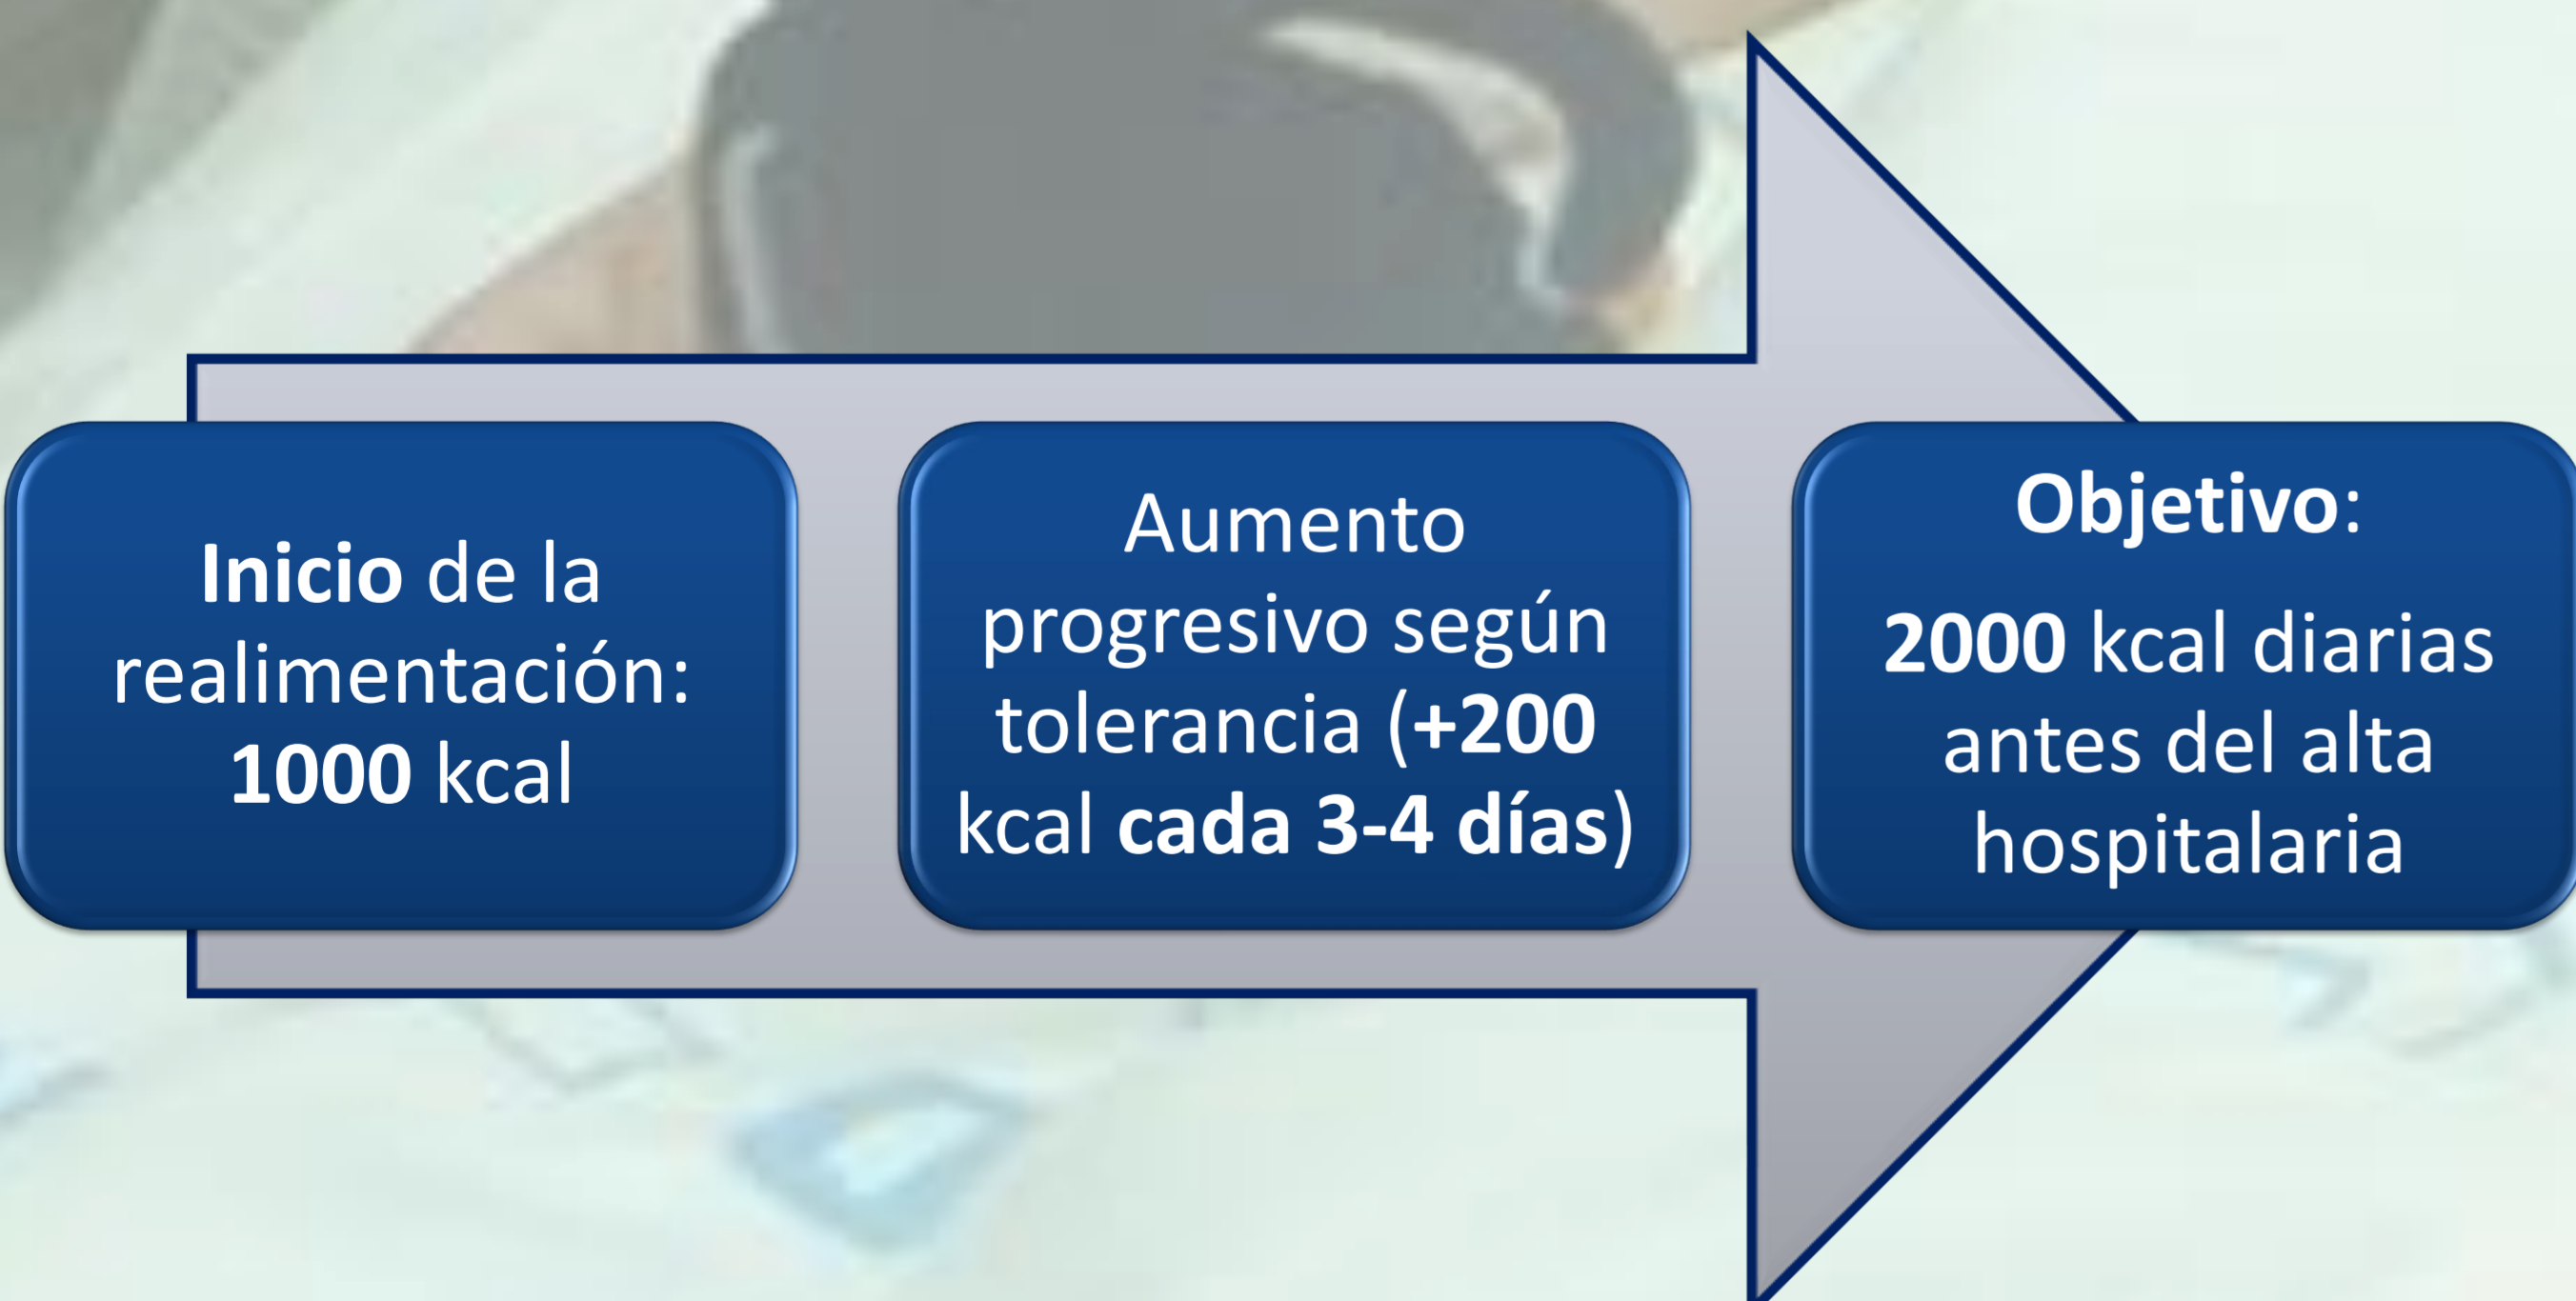 Inicio de la
realimentación:
1000 kcal
Aumento
progresivo según
tolerancia (+200
kcal cada 3-4 días)
Objetivo:
2000 kcal diarias
antes del alta
hospitalaria